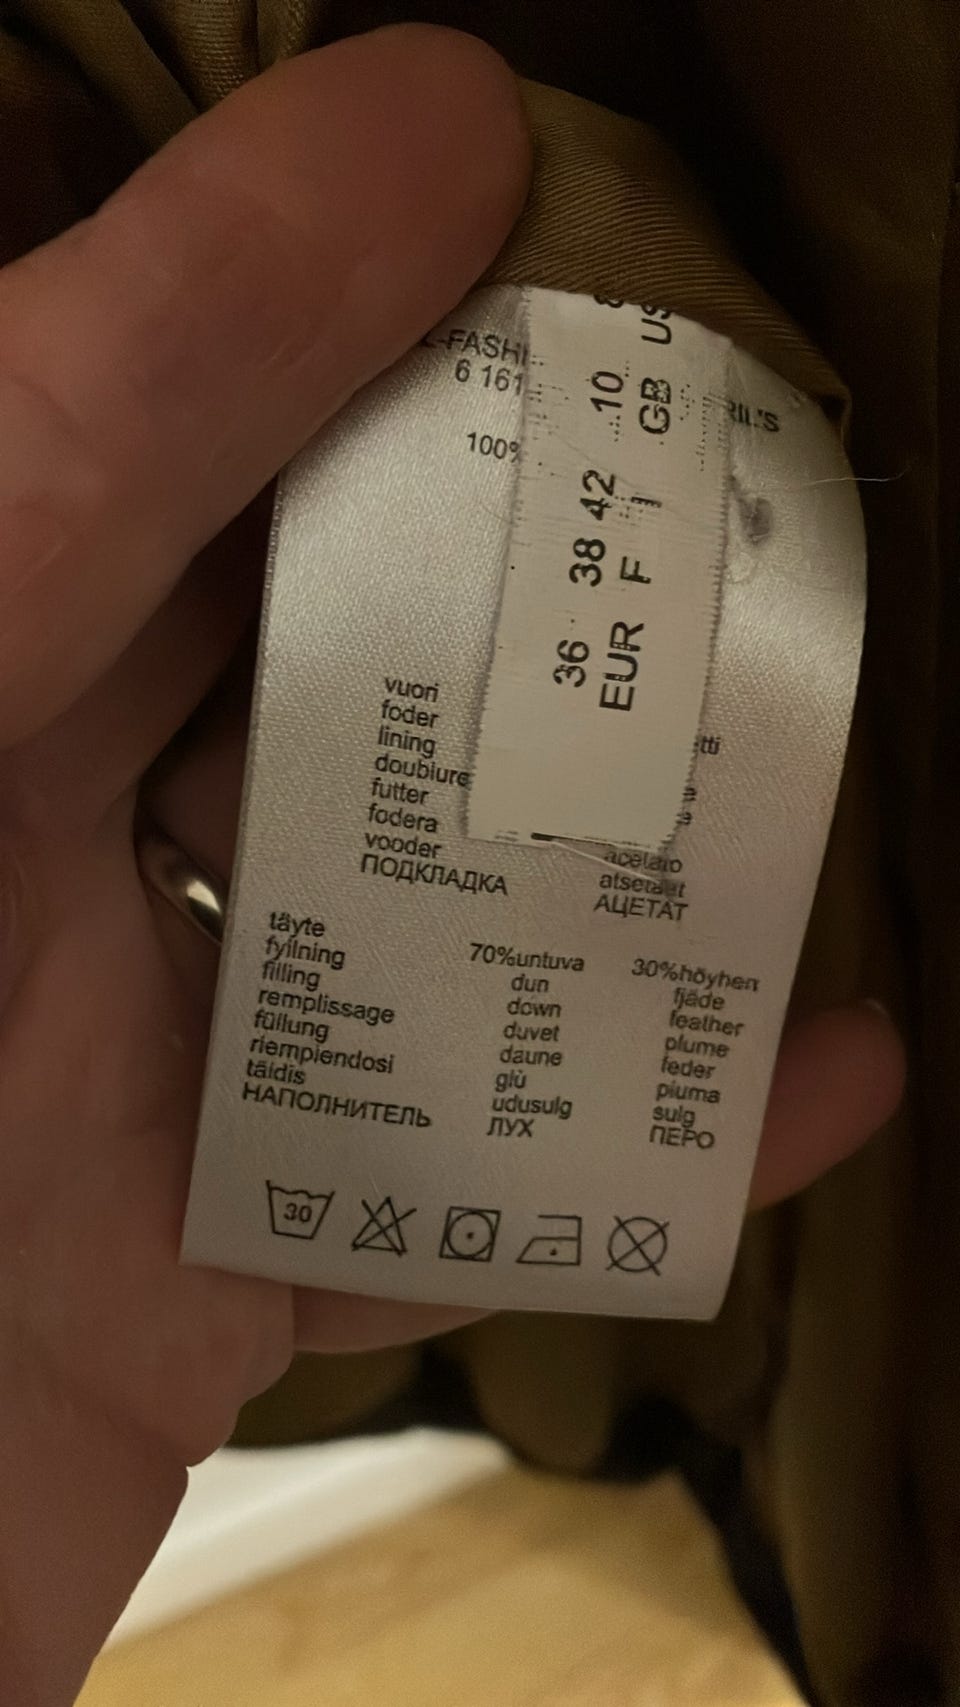 -FASHI
6 161
RIL'S
100%
36 38 42 10
EUR F I GB US
vuori
foder
lining
doublure
futter
fodera
vooder
ПОДКЛАДКА
tti
acetato
atsetaat
АЦЕТАТ
täyte 70%untuva 30%höyhen
fyllning dun fjäde
filling down feather
remplissage duvet plume
füllung daune feder
riempiendosi glù piuma
täidis udusulg sulg
НАПОЛНИТЕЛЬ ЛУХ ПЕРО
30